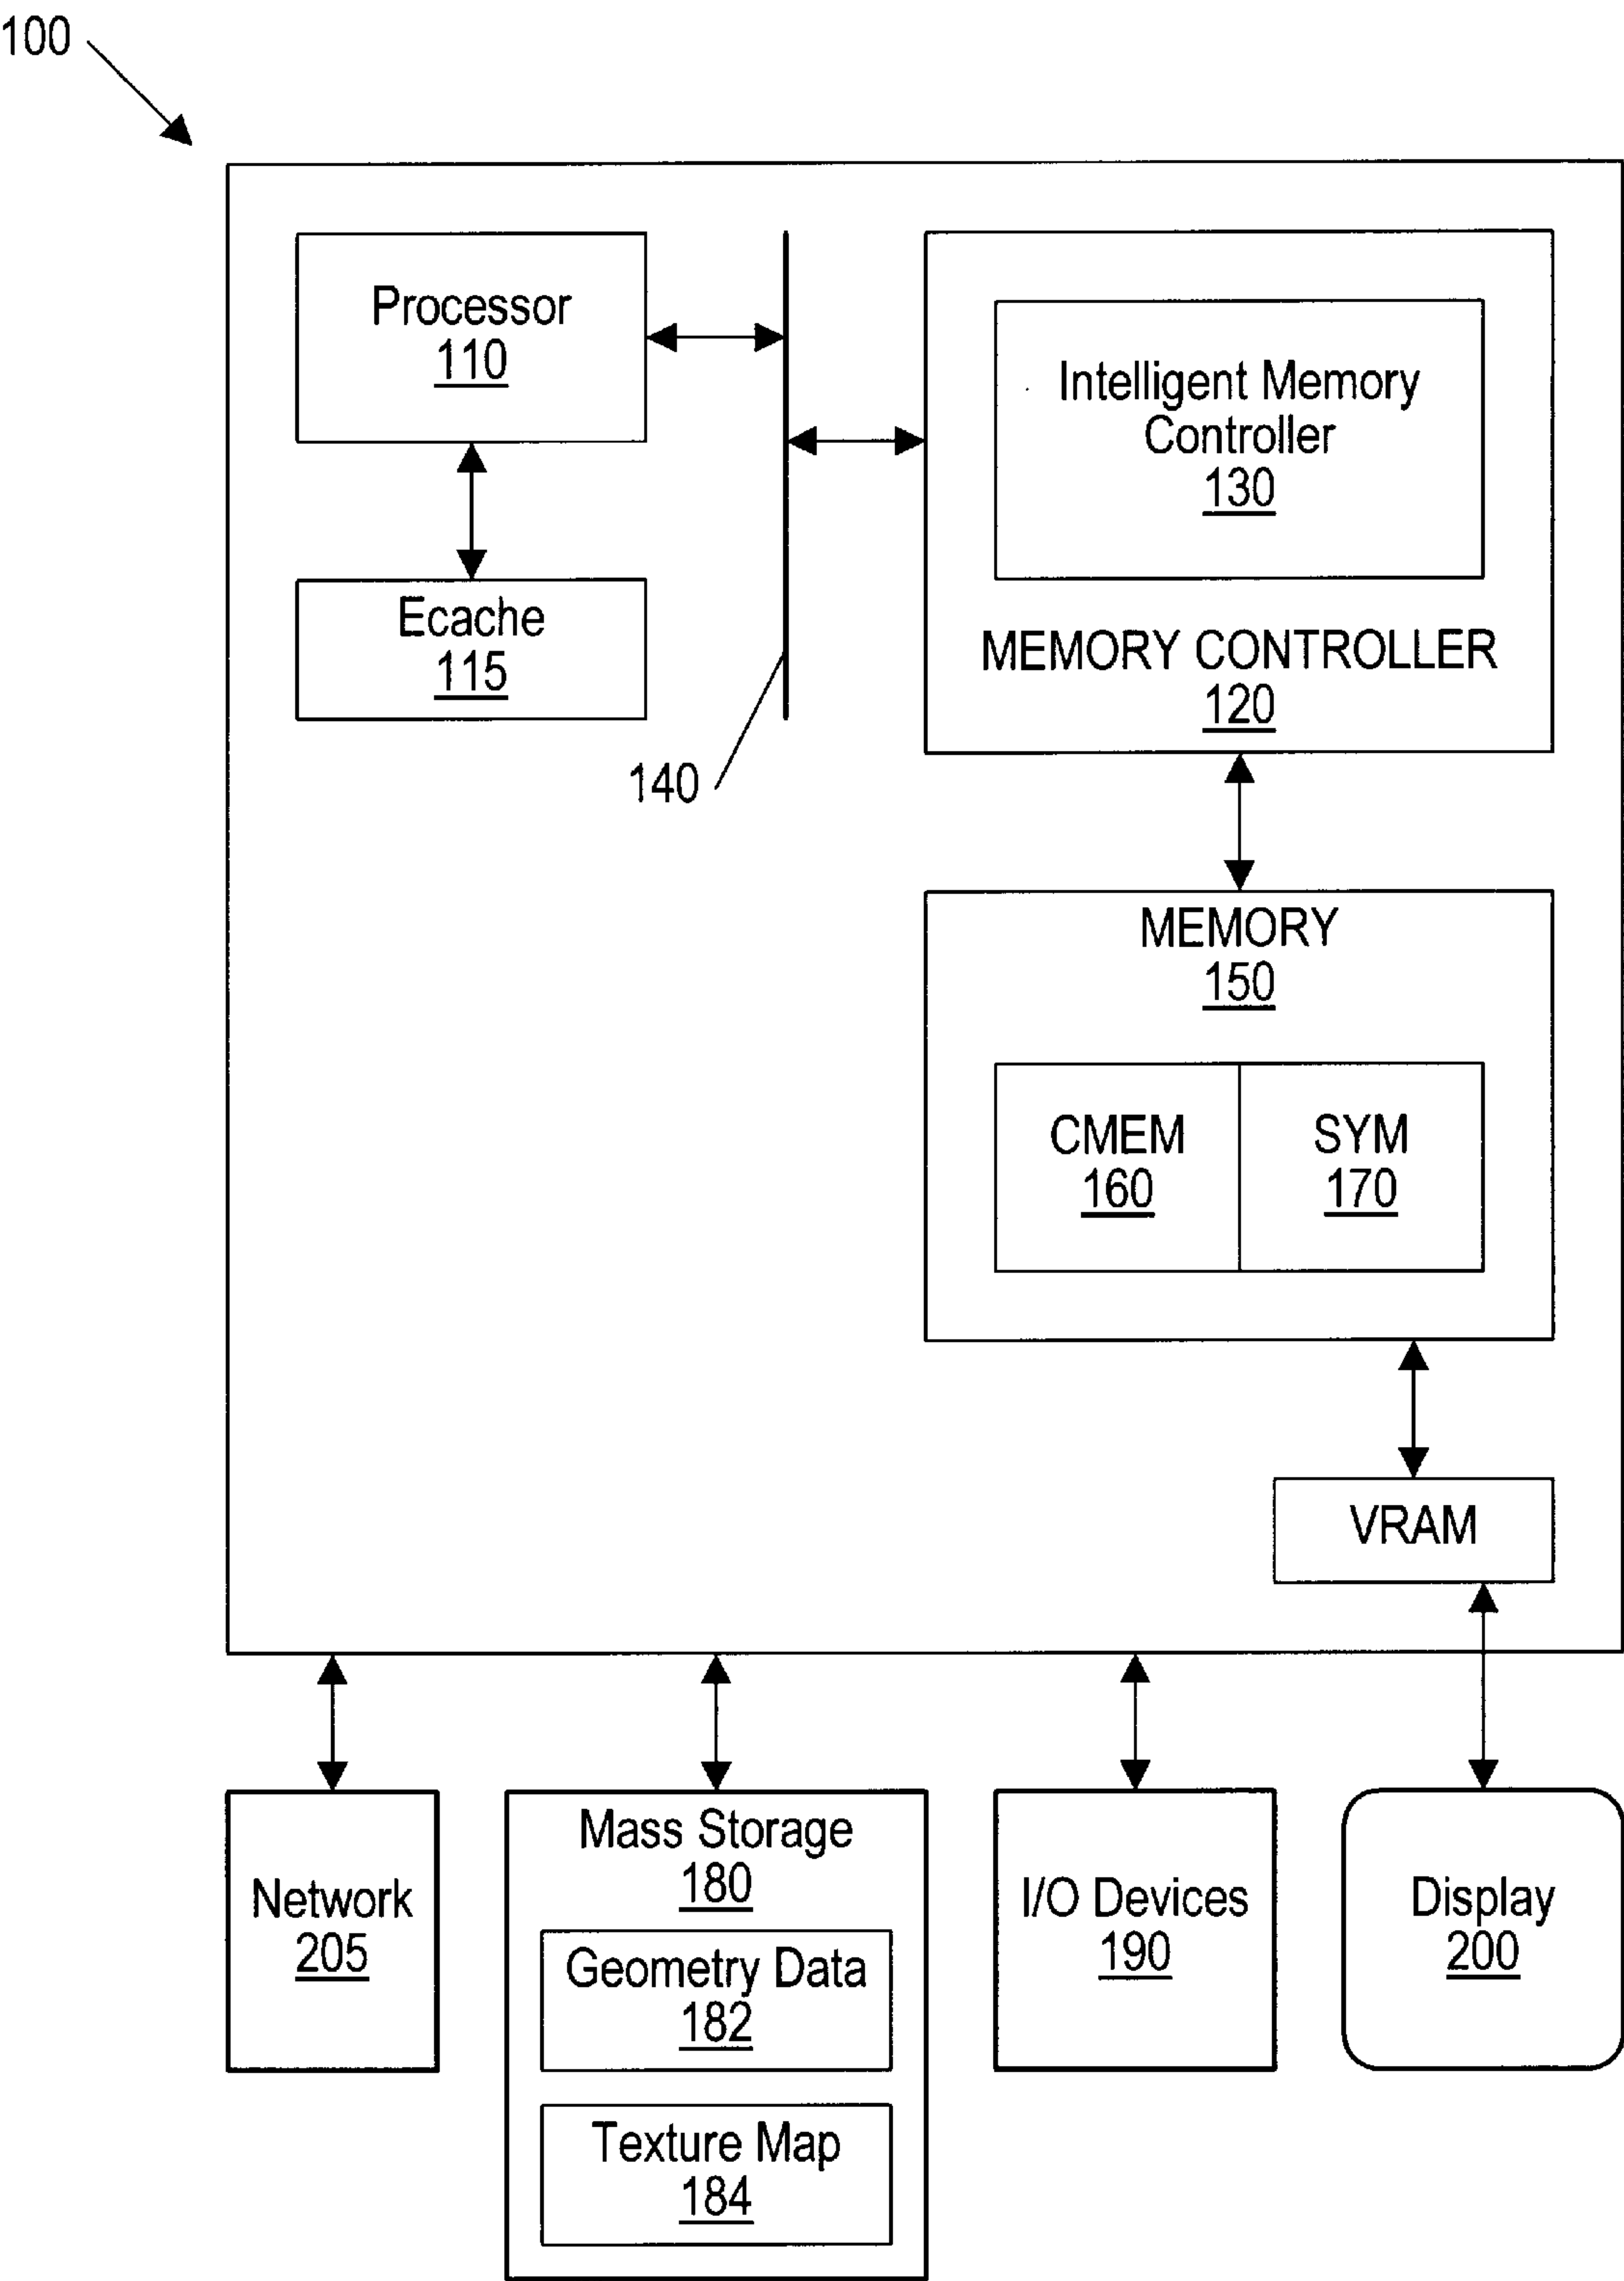 100
Processor
110
Intelligent Memory
Controller
130
Ecache
115
MEMORY CONTROLLER
120
140
MEMORY
150
CMEM
160
SYM
170
VRAM
Network
205
Mass Storage
180
Geometry Data
182
Texture Map
184
I/O Devices
190
Display
200